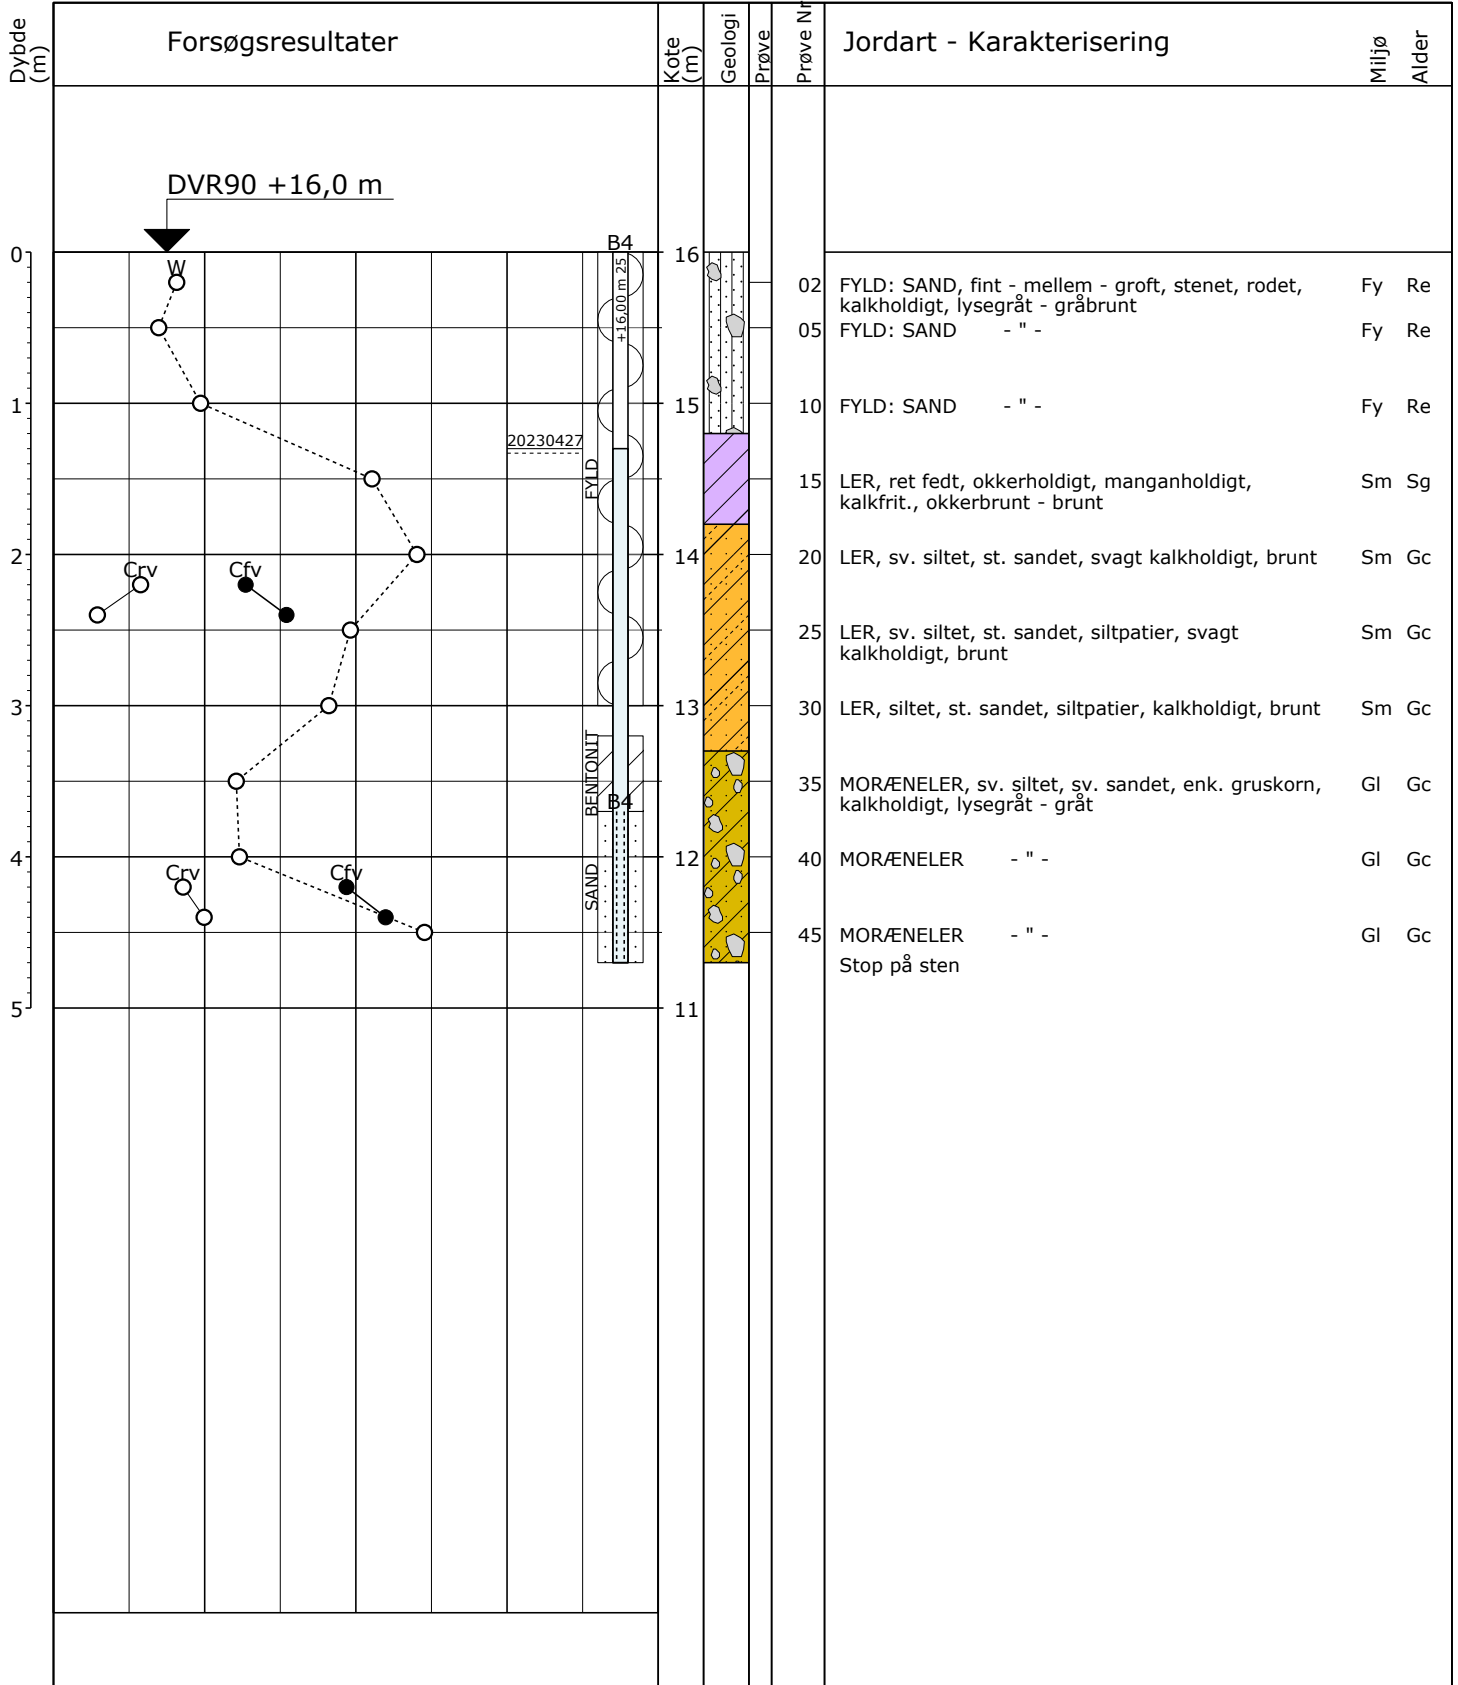 Dybde (m)
Forsøgsresultater
Kote (m)
Geologi
Prøve
Prøve Nr
Jordart - Karakterisering
Miljø
Alder
DVR90 +16,0 m
0
W
B4
16
+16,00 m 25
02 FYLD: SAND, fint - mellem - groft, stenet, rodet, Fy Re
kalkholdigt, lysegråt - gråbrunt
05 FYLD: SAND - " - Fy Re
1
15
10 FYLD: SAND - " - Fy Re
20230427
FYLD
15 LER, ret fedt, okkerholdigt, manganholdigt, Sm Sg
kalkfrit., okkerbrunt - brunt
2
Crv
Cfv
14
20 LER, sv. siltet, st. sandet, svagt kalkholdigt, brunt Sm Gc
25 LER, sv. siltet, st. sandet, siltpatier, svagt Sm Gc
kalkholdigt, brunt
3
13
30 LER, siltet, st. sandet, siltpatier, kalkholdigt, brunt Sm Gc
BENTONIT
B4
35 MORÆNELER, sv. siltet, sv. sandet, enk. gruskorn, Gl Gc
kalkholdigt, lysegråt - gråt
4
Crv
Cfv
SAND
12
40 MORÆNELER - " - Gl Gc
45 MORÆNELER - " - Gl Gc
Stop på sten
5
11